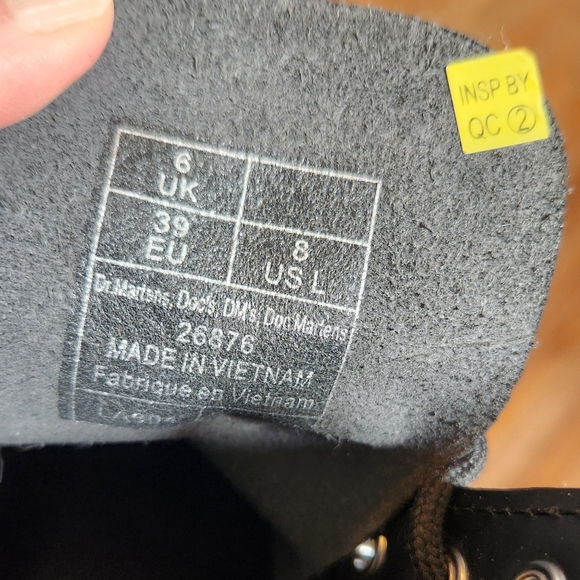 INSP BY
QC ②
6
UK
39
EU
8
US L
Dr.Martens, Doc's, DM's, Doc Martens
26876
MADE IN VIETNAM
Fabriqué en Vietnam